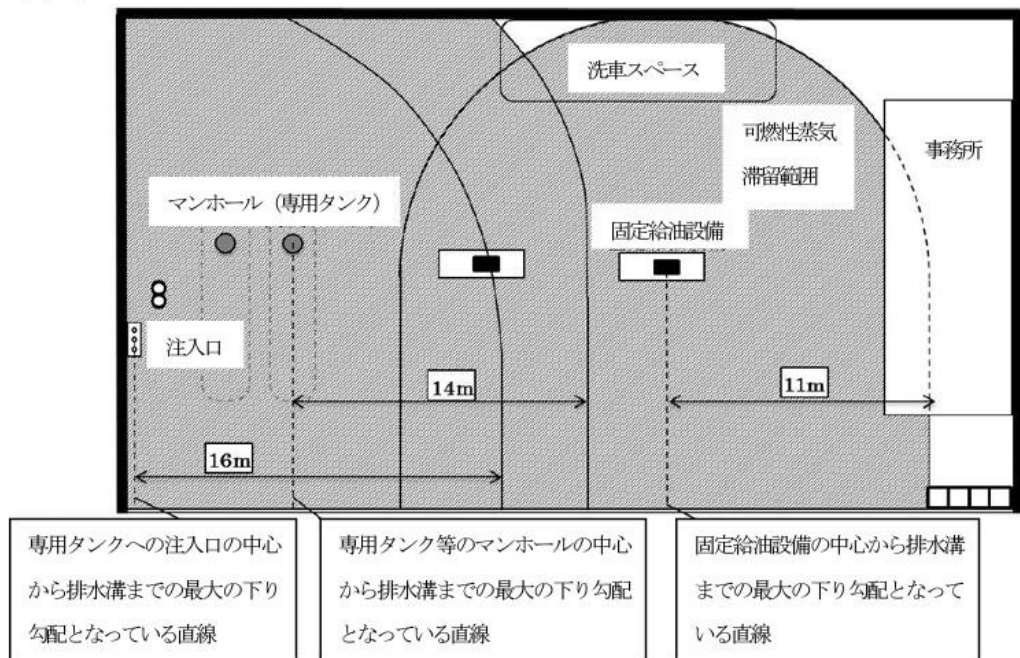 洗車スペース
可燃性蒸気
滞留範囲
事務所
マンホール（専用タンク）
固定給油設備
注入口
14m
11m
16m
専用タンクへの注入口の中心
から排水溝までの最大の下り
勾配となっている直線
専用タンク等のマンホールの中心
から排水溝までの最大の下り勾配
となっている直線
固定給油設備の中心から排水溝
までの最大の下り勾配となって
いる直線